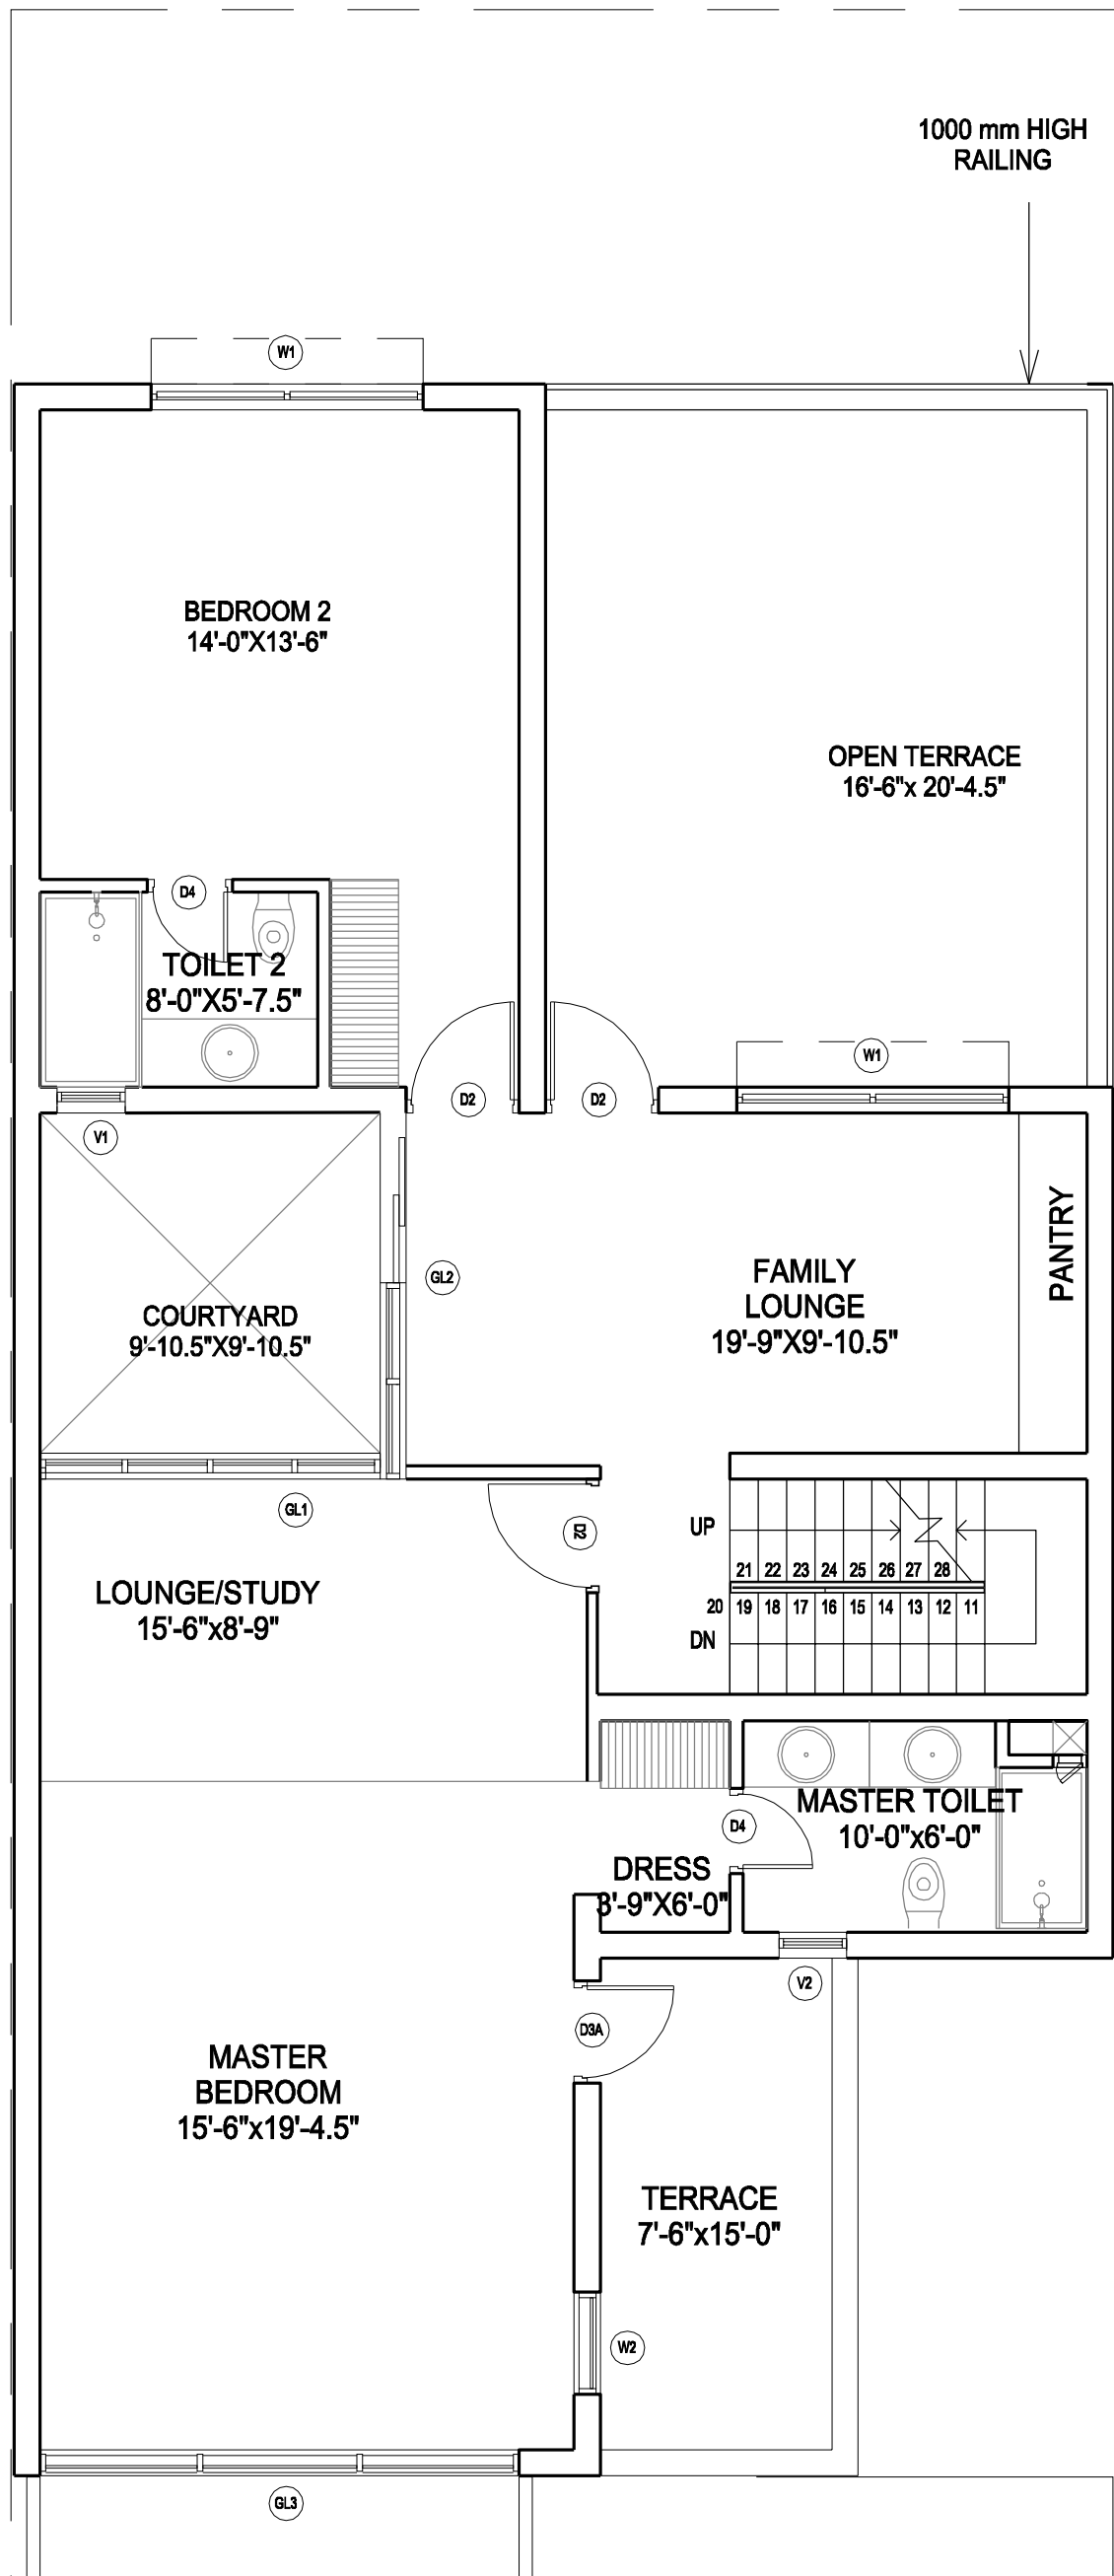 1000 mm HIGH
RAILING
W1
BEDROOM 2
14'-0"X13'-6"
OPEN TERRACE
16'-6"x 20'-4.5"
D4
TOILET 2
8'-0"X5'-7.5"
W1
D2
D2
V1
PANTRY
GL2
FAMILY
LOUNGE
19'-9"X9'-10.5"
COURTYARD
9'-10.5"X9'-10.5"
GL1
D2
UP
21 22 23 24 25 26 27 28
20 19 18 17 16 15 14 13 12 11
DN
LOUNGE/STUDY
15'-6"x8'-9"
MASTER TOILET
10'-0"x6'-0"
D4
DRESS
3'-9"X6'-0"
V2
D3A
MASTER
BEDROOM
15'-6"x19'-4.5"
TERRACE
7'-6"x15'-0"
W2
GL3